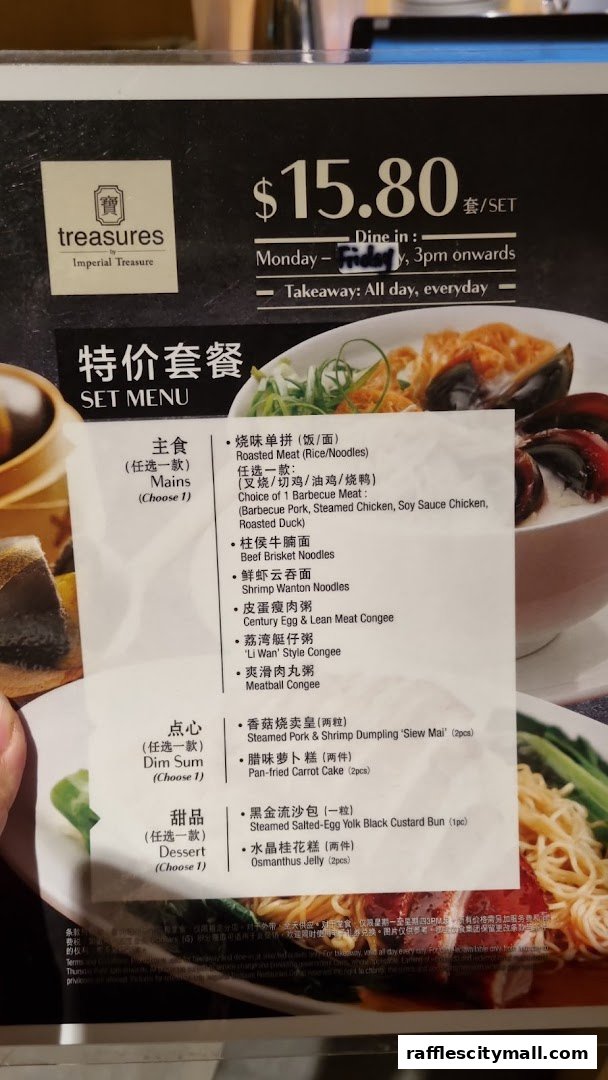 $15.80 套/SET
寶
treasures
by
Imperial Treasure
Dine in :
Monday – Friday, 3pm onwards
Takeaway: All day, everyday
特价套餐
SET MENU
主食
(任选一款)
Mains
(Choose 1)
• 烧味单拼 (饭/面)
Roasted Meat (Rice/Noodles)
任选一款:
(叉烧/切鸡/油鸡/烧鸭)
Choice of 1 Barbecue Meat :
(Barbecue Pork, Steamed Chicken, Soy Sauce Chicken,
Roasted Duck)
• 柱侯牛腩面
Beef Brisket Noodles
• 鲜虾云吞面
Shrimp Wanton Noodles
• 皮蛋瘦肉粥
Century Egg & Lean Meat Congee
• 荔湾艇仔粥
'Li Wan' Style Congee
• 爽滑肉丸粥
Meatball Congee
点心
(任选一款)
Dim Sum
(Choose 1)
• 香菇烧卖皇(两粒)
Steamed Pork & Shrimp Dumpling 'Siew Mai' (2pcs)
• 腊味萝卜糕 (两件)
Pan-fried Carrot Cake (2pcs)
甜品
(任选一款)
Dessert
(Choose 1)
• 黑金流沙包 (一粒)
Steamed Salted-Egg Yolk Black Custard Bun (1pc)
• 水晶桂花糕 (两件)
Osmanthus Jelly (2pcs)
rafflescitymall.com